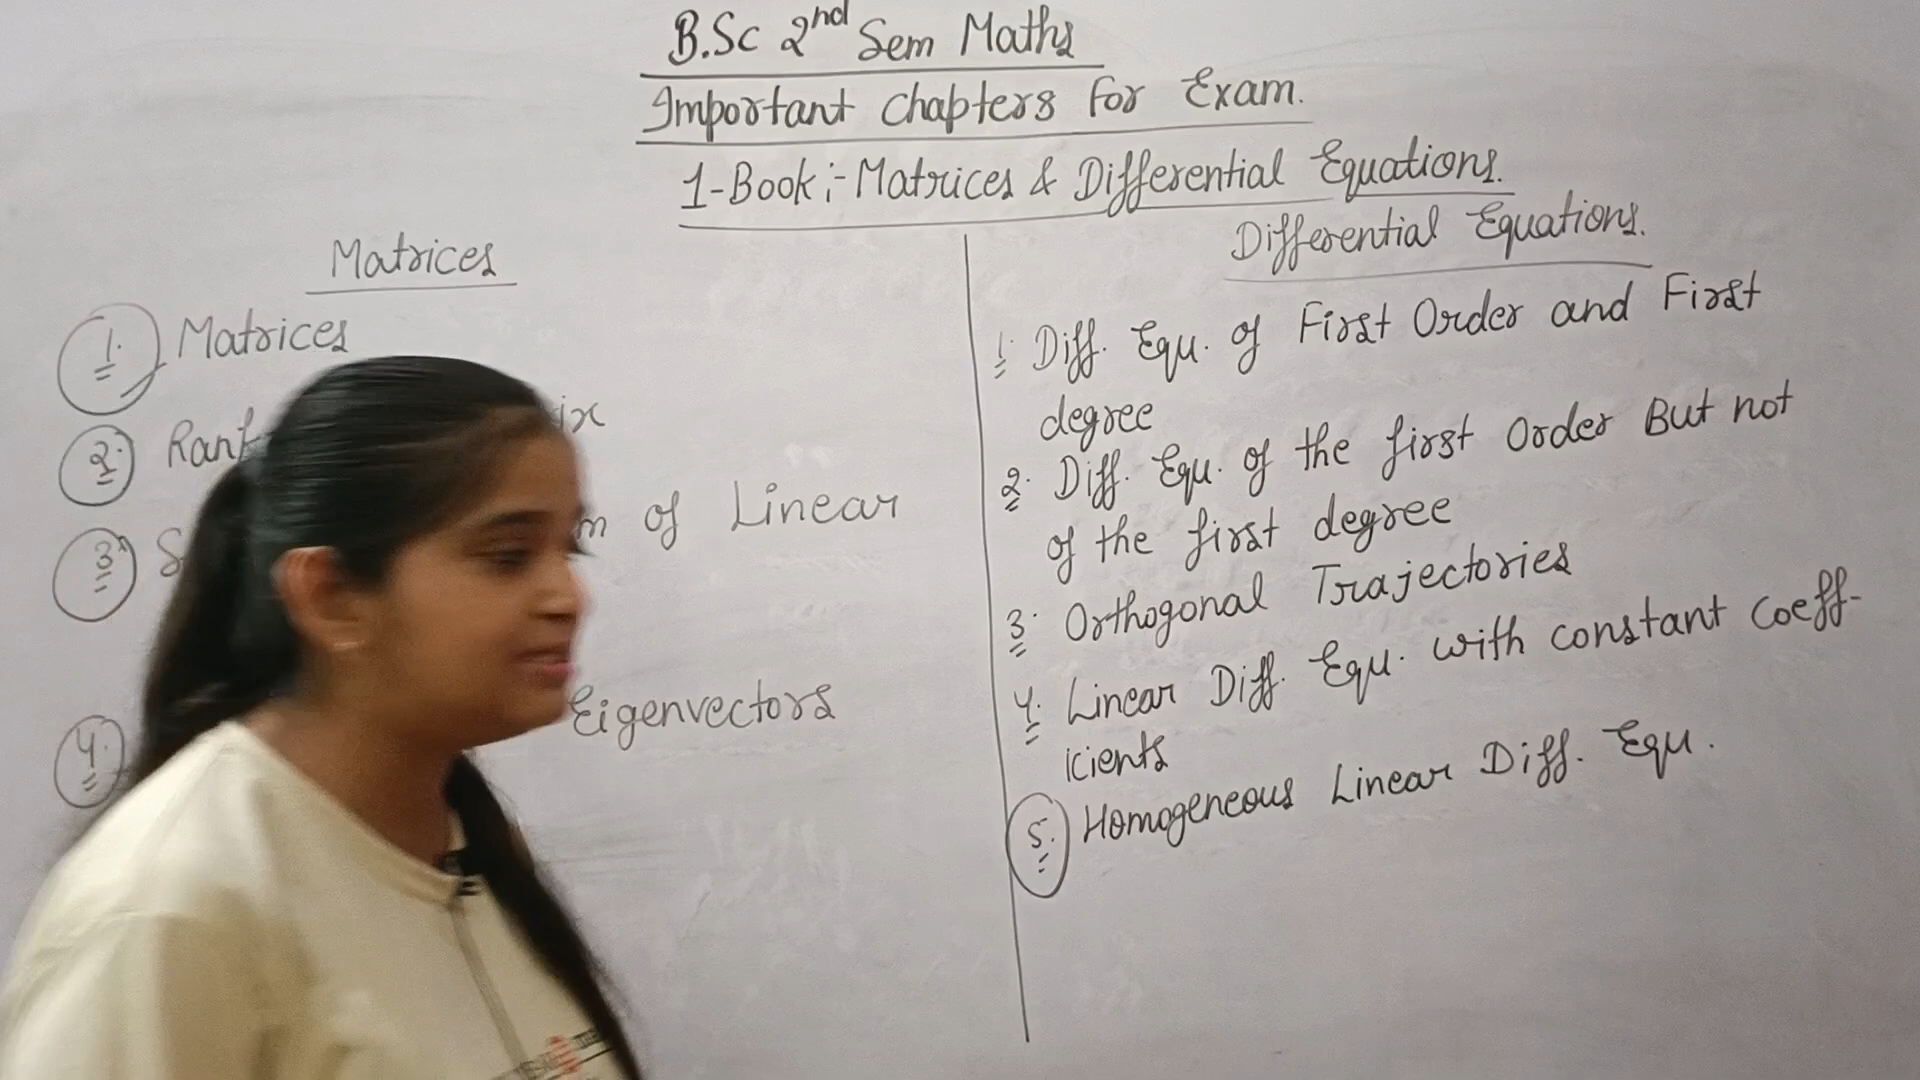 B.Sc 2nd Sem Maths
Important Chapters For Exam.
1-Book:- Matrices & Differential Equations.
Matrices
1. Matrices
2.
3. of Linear
4. Eigenvectors
Differential Equations.
1. Diff. Equ. of First Order and First
degree
2. Diff. Equ. of the first Order But not
of the first degree
3. Orthogonal Trajectories
4. Linear Diff. Equ. with constant Coeff-
icients
5. Homogeneous Linear Diff. Equ.